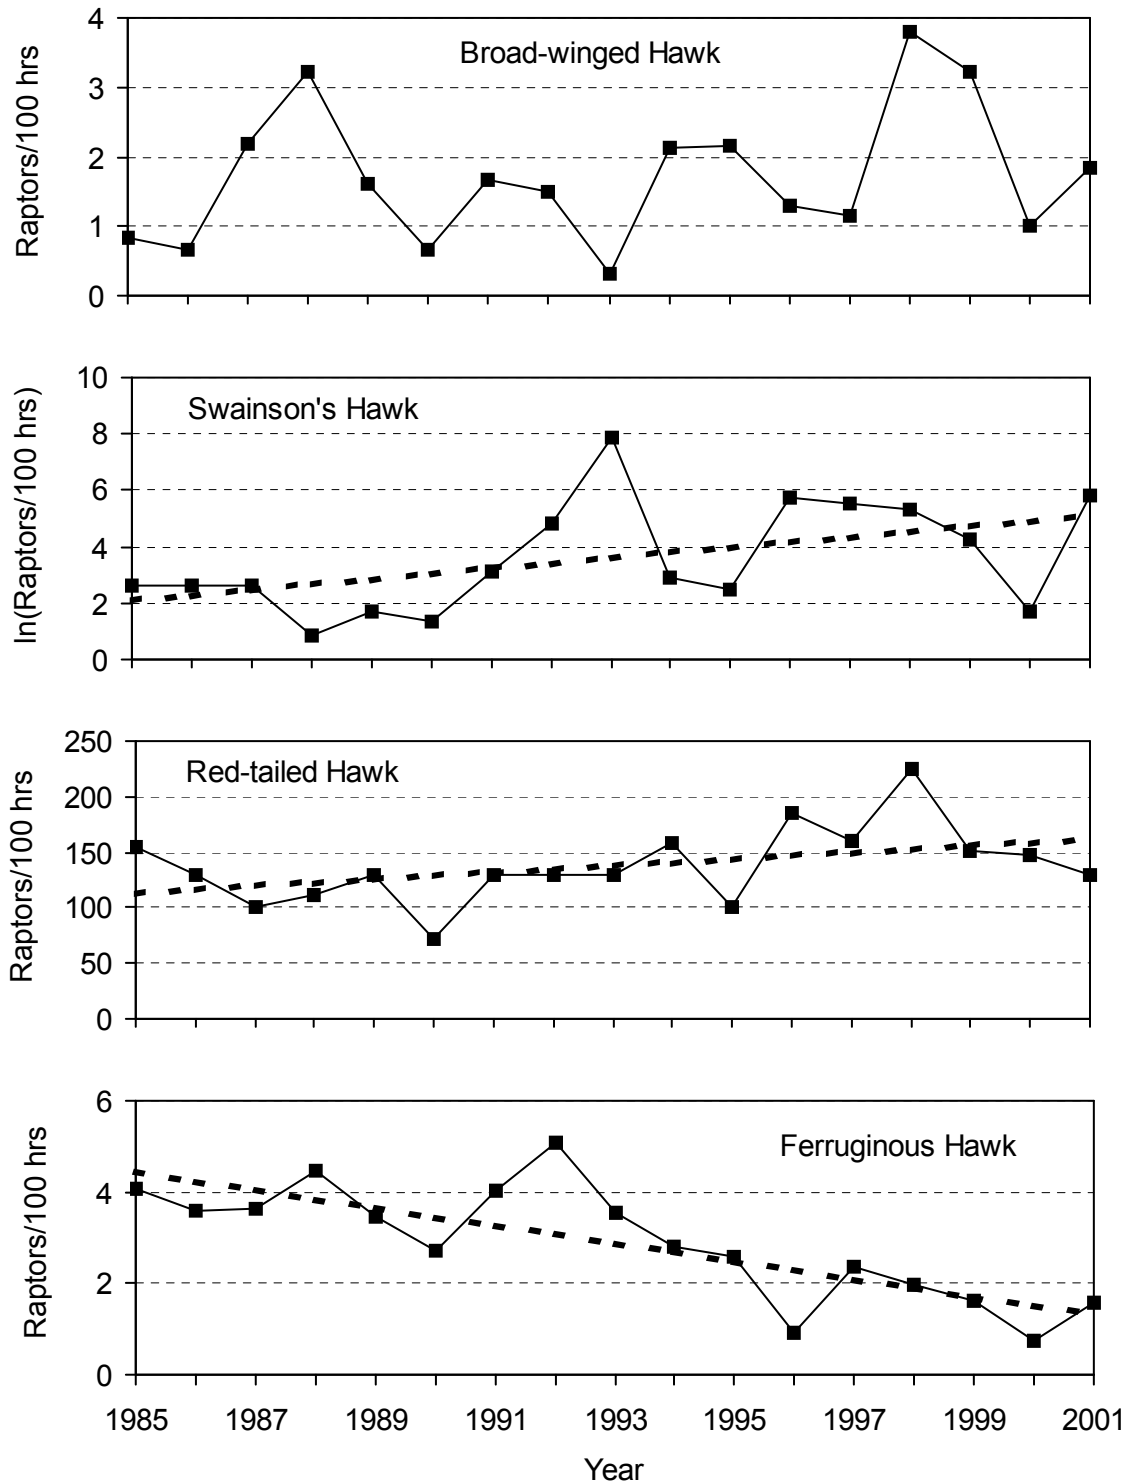 Raptors/100 hrs
4
3
2
1
0
Broad-winged Hawk
ln(Raptors/100 hrs)
10
8
6
4
2
0
Swainson's Hawk
Raptors/100 hrs
250
200
150
100
50
0
Red-tailed Hawk
Raptors/100 hrs
6
4
2
0
Ferruginous Hawk
1985 1987 1989 1991 1993 1995 1997 1999 2001
Year